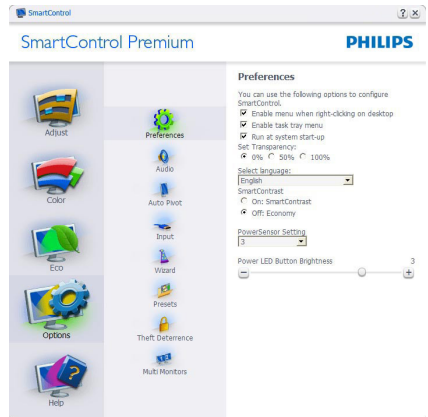 SmartControl
SmartControl Premium
PHILIPS
Adjust
Color
Eco
Options
Help
Preferences
Audio
Auto Pivot
Input
Wizard
Presets
Theft Deterrence
Multi Monitors
Preferences
You can use the following options to configure
SmartControl.
Enable menu when right-clicking on desktop
Enable task tray menu
Run at system start-up
Set Transparency:
0% 50% 100%
Select language:
English
SmartContrast
On: SmartContrast
Off: Economy
PowerSensor Setting
3
Power LED Button Brightness 3